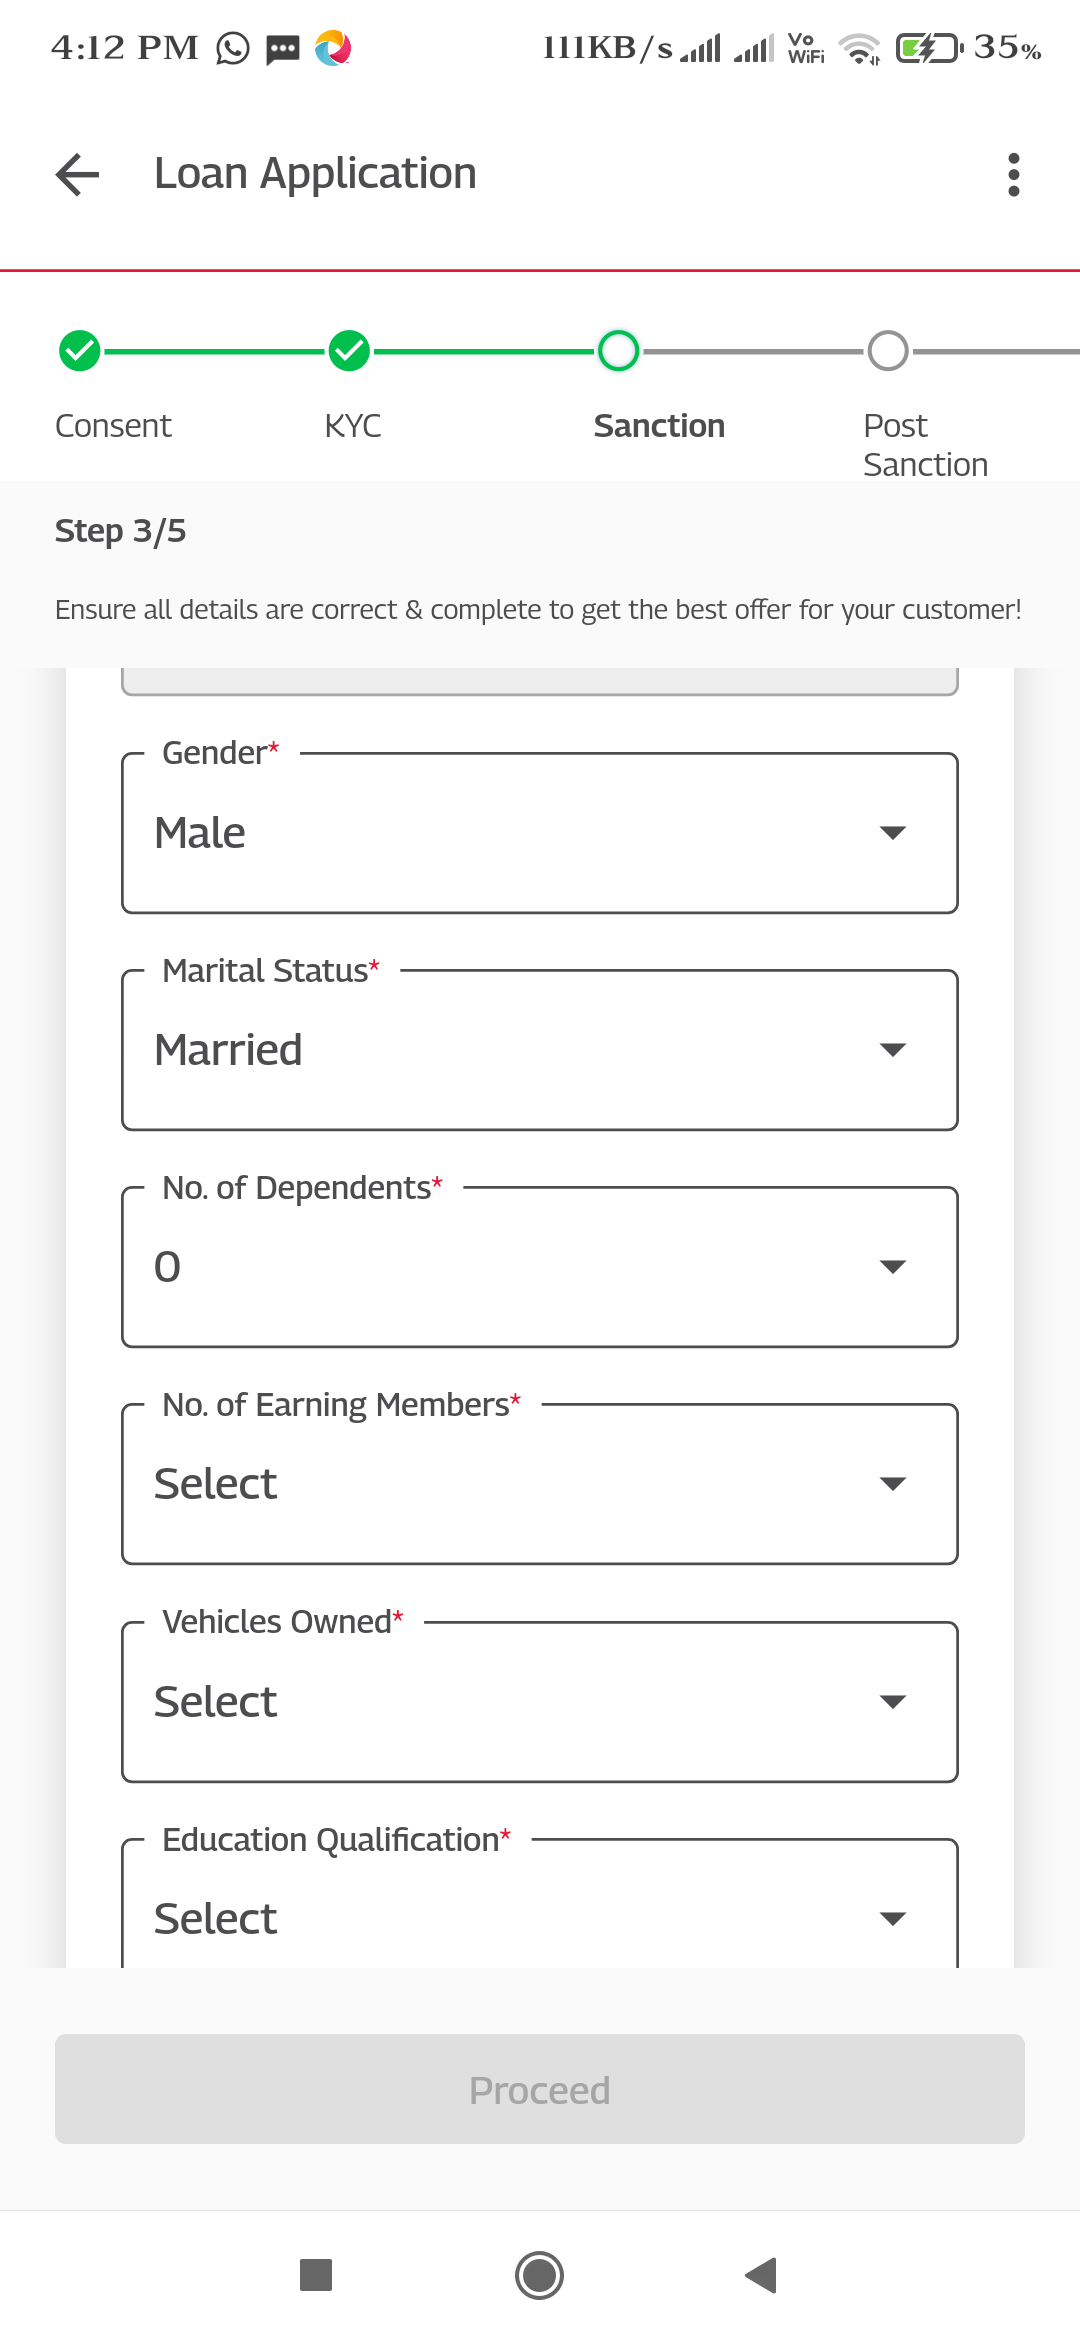 4:12 PM 111KB/s Vo WiFi 35%
Loan Application
Consent KYC Sanction Post Sanction
Step 3/5
Ensure all details are correct & complete to get the best offer for your customer!
Gender*
Male
Marital Status*
Married
No. of Dependents*
0
No. of Earning Members*
Select
Vehicles Owned*
Select
Education Qualification*
Select
Proceed